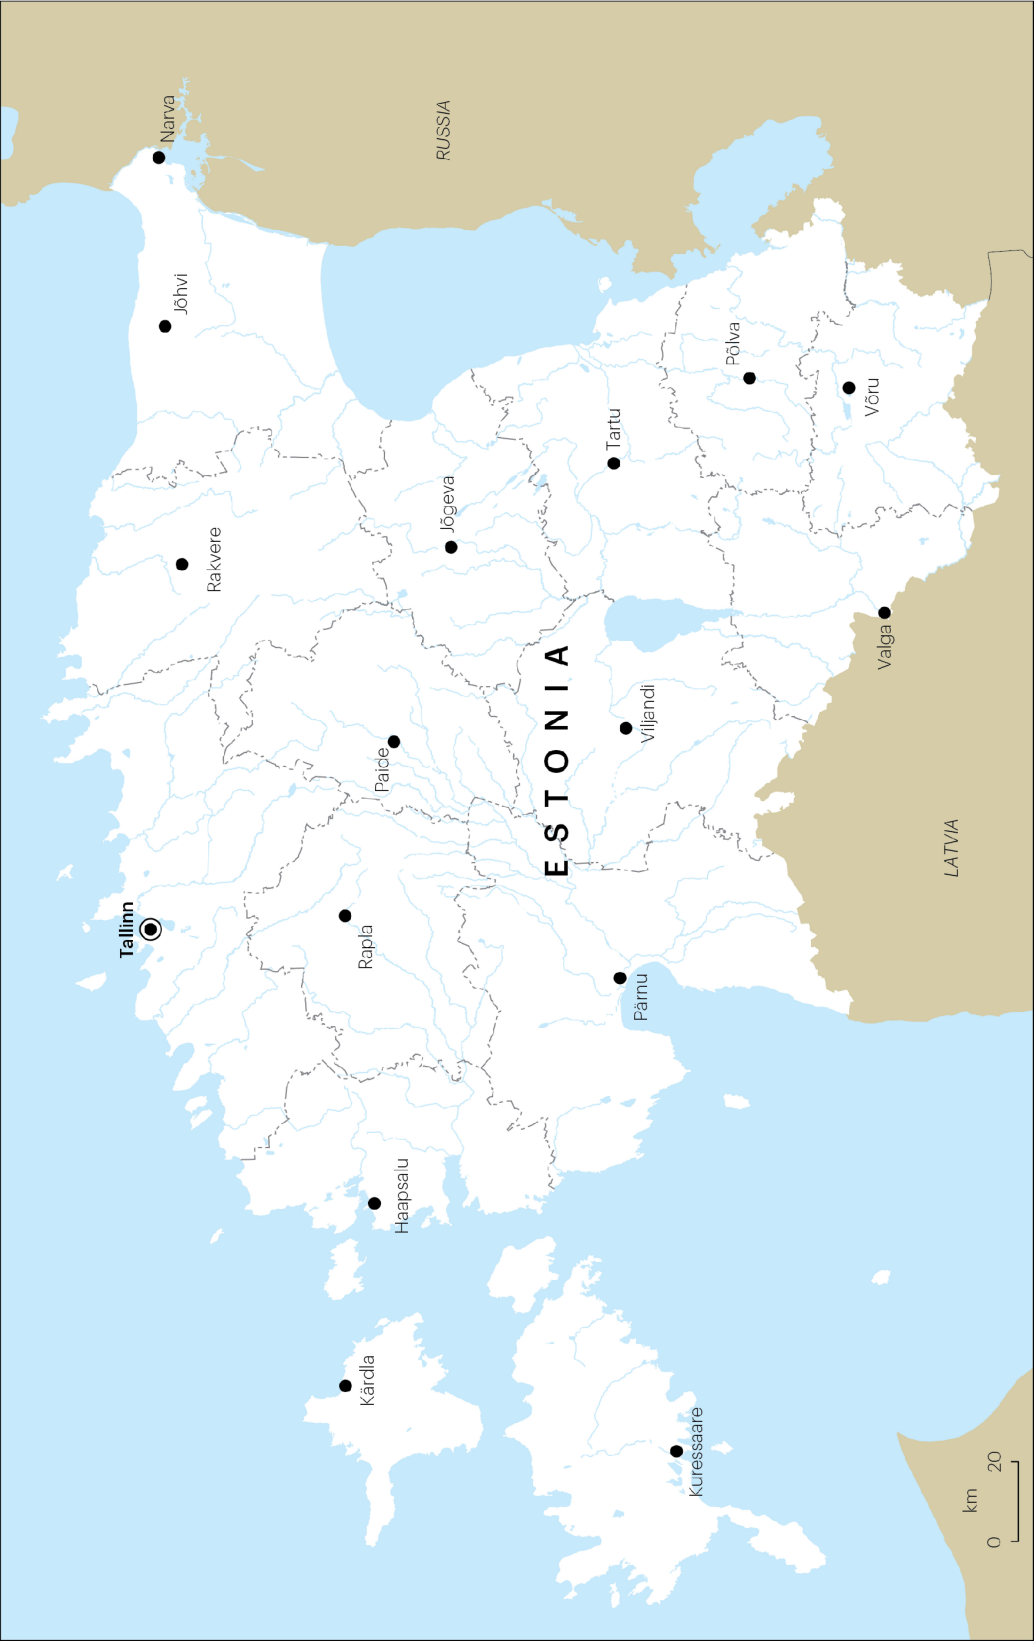 Tallinn
Narva
Jõhvi
Rakvere
RUSSIA
Haapsalu
Rapla
Paide
Jõgeva
Kärdla
ESTONIA
Tartu
Pärnu
Viljandi
Kuressaare
Põlva
Valga
Võru
LATVIA
km
0 20